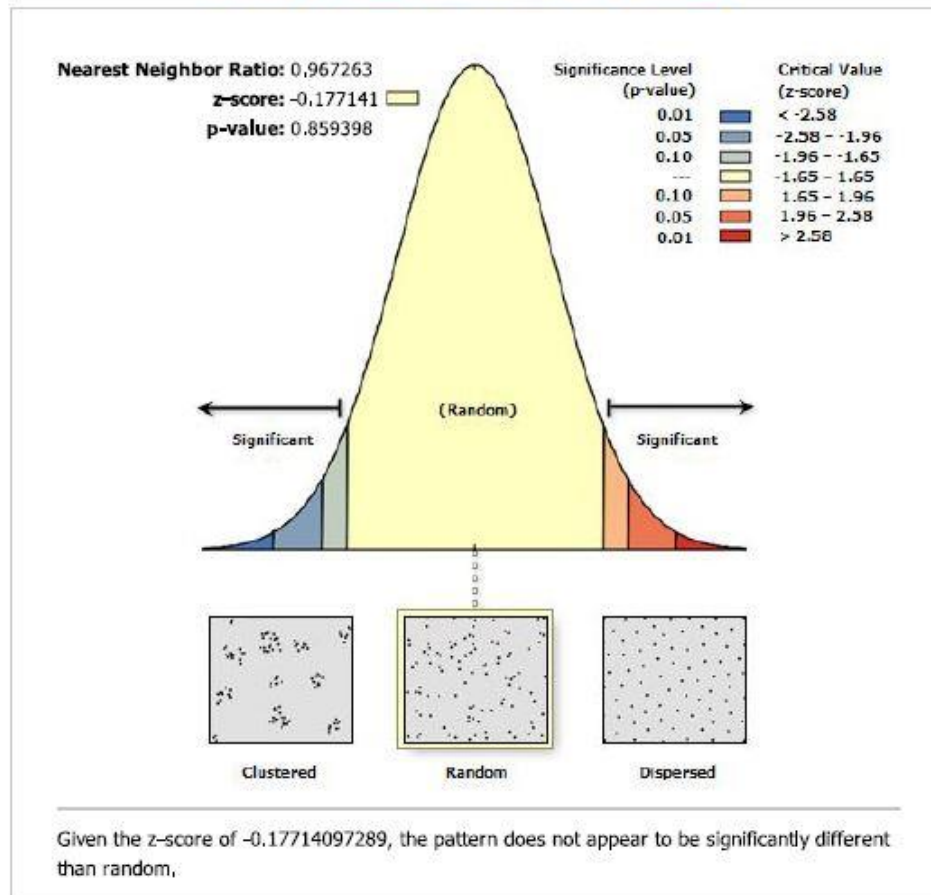 Nearest Neighbor Ratio: 0.967263
z-score: -0.177141
p-value: 0.859398
Significance Level (p-value)
Critical Value (z-score)
0.01 < -2.58
0.05 -2.58 - -1.96
0.10 -1.96 - -1.65
--- -1.65 - 1.65
0.10 1.65 - 1.96
0.05 1.96 - 2.58
0.01 > 2.58
(Random)
Significant
Significant
Clustered
Random
Dispersed
Given the z-score of -0.17714097289, the pattern does not appear to be significantly different
than random.